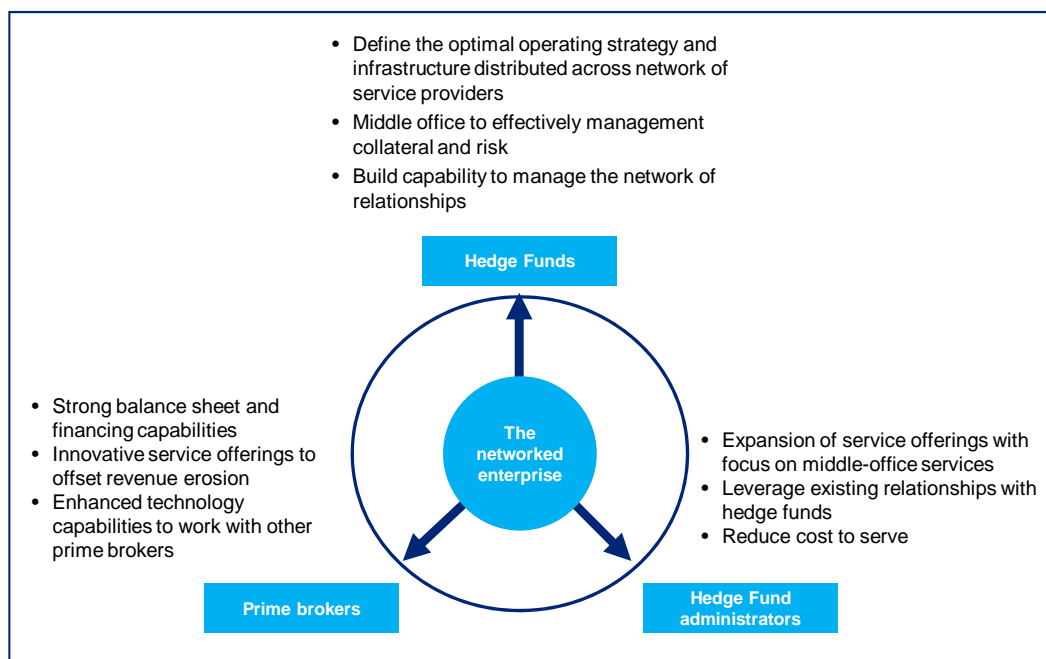 • Define the optimal operating strategy and
infrastructure distributed across network of
service providers
• Middle office to effectively management
collateral and risk
• Build capability to manage the network of
relationships
Hedge Funds
The
networked
enterprise
• Strong balance sheet and
financing capabilities
• Innovative service offerings to
offset revenue erosion
• Enhanced technology
capabilities to work with other
prime brokers
• Expansion of service offerings with
focus on middle-office services
• Leverage existing relationships with
hedge funds
• Reduce cost to serve
Prime brokers
Hedge Fund
administrators